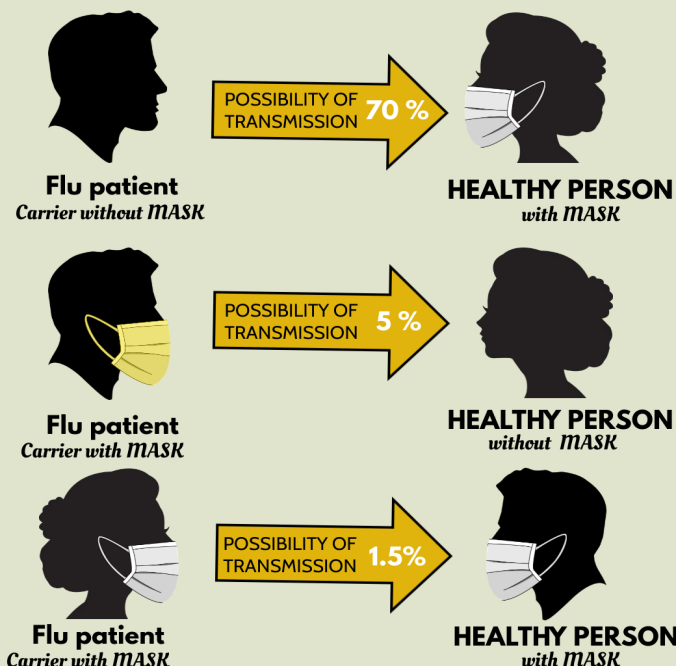 POSSIBILITY OF
TRANSMISSION
70 %
Flu patient
Carrier without MASK
HEALTHY PERSON
with MASK
POSSIBILITY OF
TRANSMISSION
5 %
Flu patient
Carrier with MASK
HEALTHY PERSON
without MASK
POSSIBILITY OF
TRANSMISSION
1.5%
Flu patient
Carrier with MASK
HEALTHY PERSON
with MASK